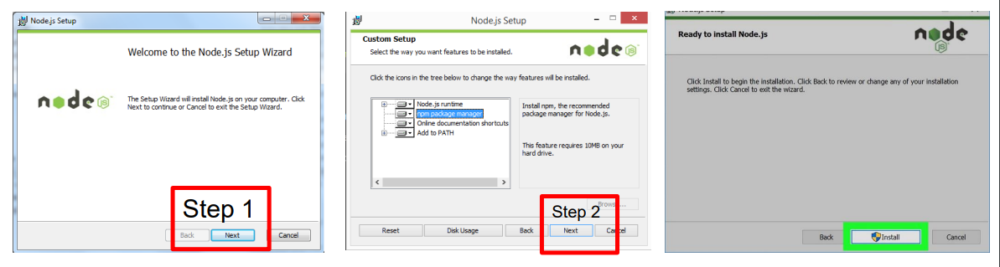 Node.js Setup
Welcome to the Node.js Setup Wizard
node
JS
The Setup Wizard will install Node.js on your computer. Click
Next to continue or Cancel to exit the Setup Wizard.
Step 1
Back
Next
Cancel
Node.js Setup
Custom Setup
Select the way you want features to be installed.
node
JS
Click the icons in the tree below to change the way features will be installed.
Node.js runtime
npm package manager
Online documentation shortcuts
Add to PATH
Install npm, the recommended
package manager for Node.js.
This feature requires 10MB on your
hard drive.
Step 2
Reset
Disk Usage
Back
Next
Cancel
Ready to install Node.js
node
JS
Click Install to begin the installation. Click Back to review or change any of your installation
settings. Click Cancel to exit the wizard.
Back
Install
Cancel